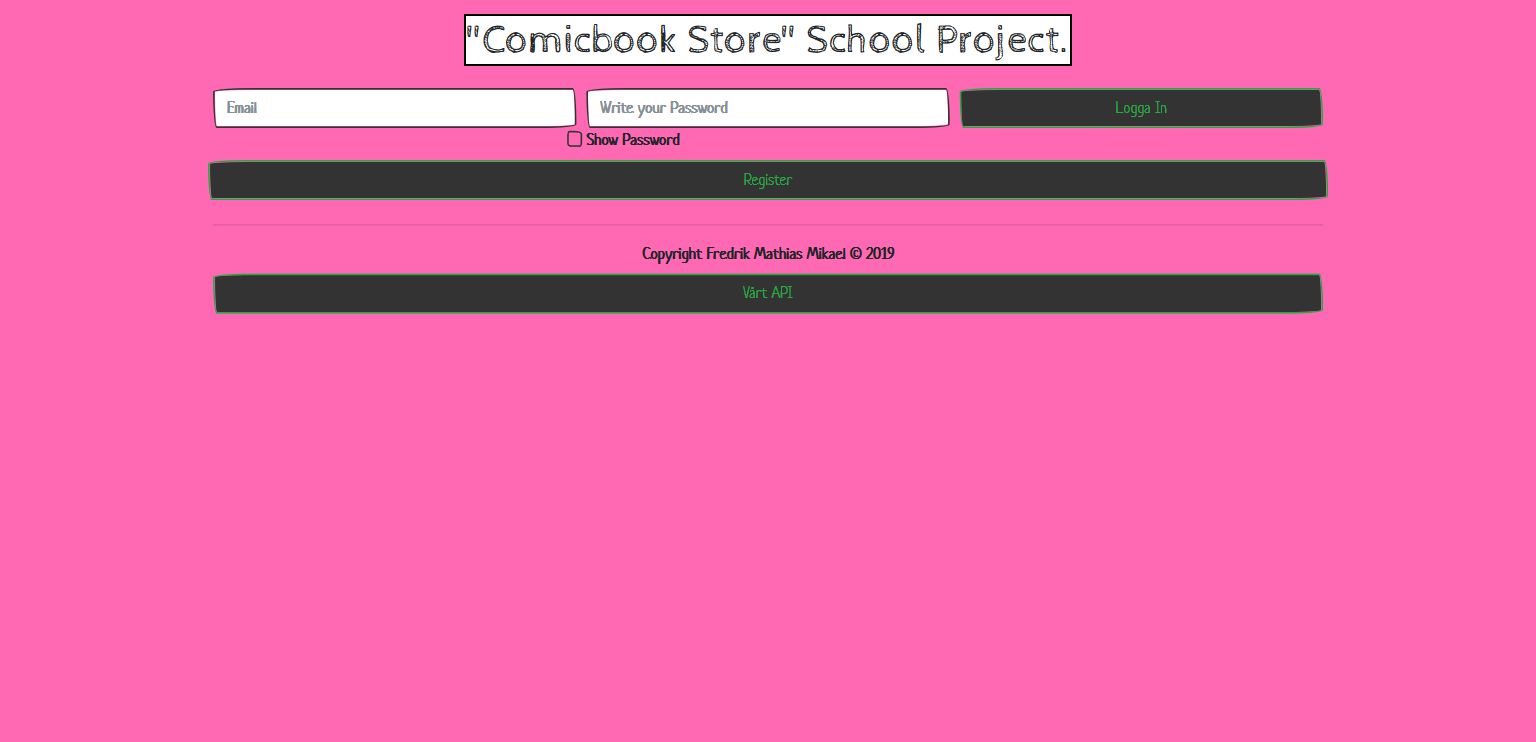 "Comicbook Store" School Project.
Email
Write your Password
Logga In
Show Password
Register
Copyright Fredrik Mathias Mikael © 2019
Vårt API